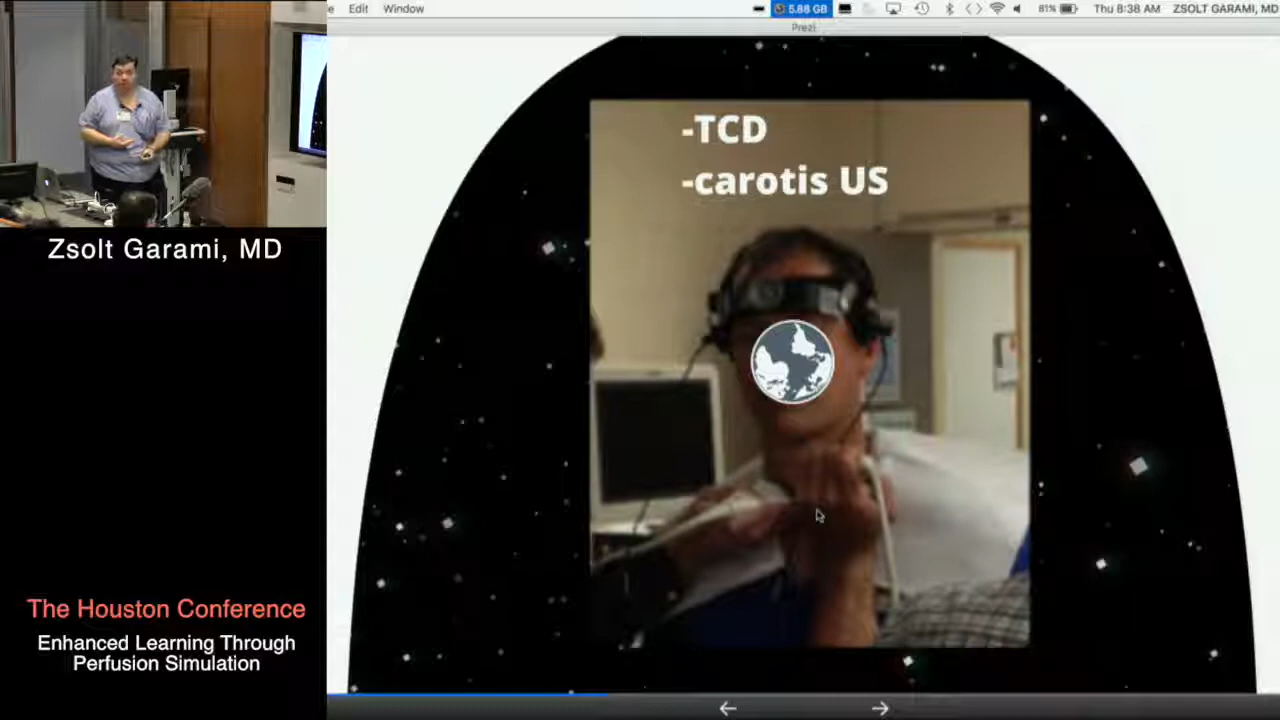 Edit Window 5.88 GB 81% Thu 8:38 AM ZSOLT GARAMI, MD
Prezi
-TCD
-carotis US
Zsolt Garami, MD
The Houston Conference
Enhanced Learning Through
Perfusion Simulation